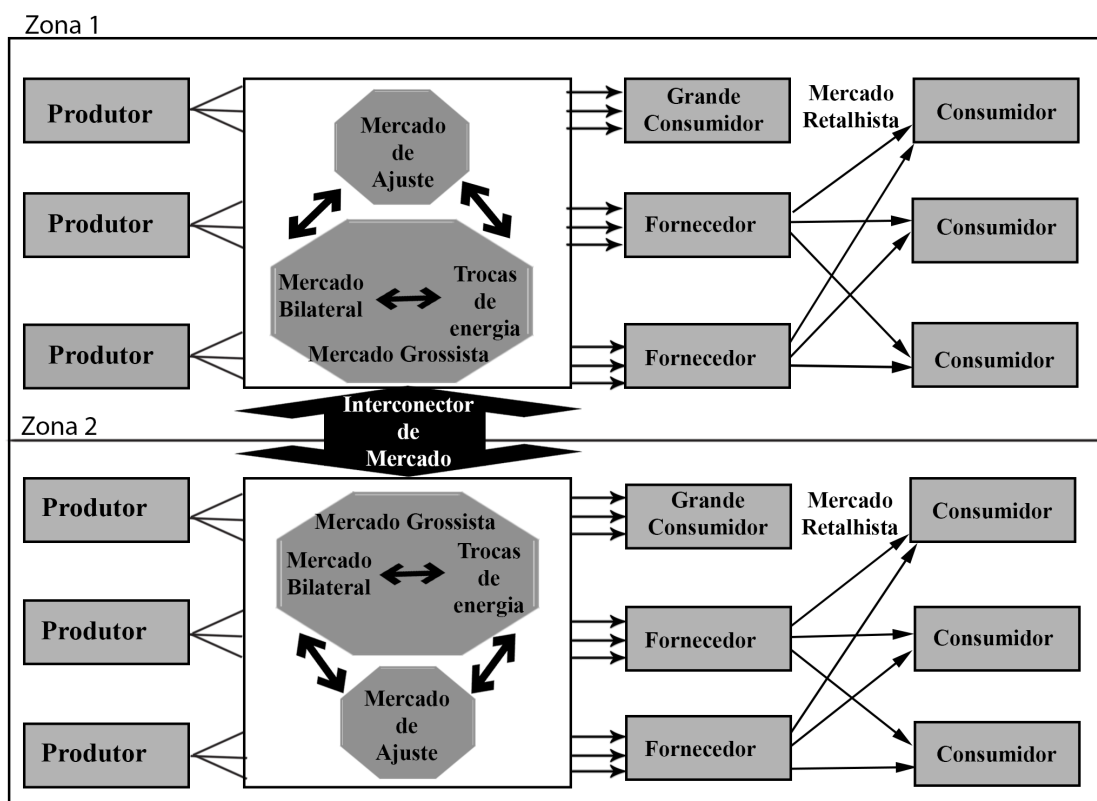 Zona 1
Produtor
Mercado
de
Ajuste
Grande
Consumidor
Mercado
Retalhista
Consumidor
Produtor
Mercado
Bilateral
Trocas
de
energia
Mercado Grossista
Fornecedor
Consumidor
Produtor
Fornecedor
Consumidor
Interconector
de
Mercado
Zona 2
Produtor
Mercado Grossista
Mercado
Bilateral
Trocas
de
energia
Grande
Consumidor
Mercado
Retalhista
Consumidor
Produtor
Fornecedor
Consumidor
Produtor
Mercado
de
Ajuste
Fornecedor
Consumidor